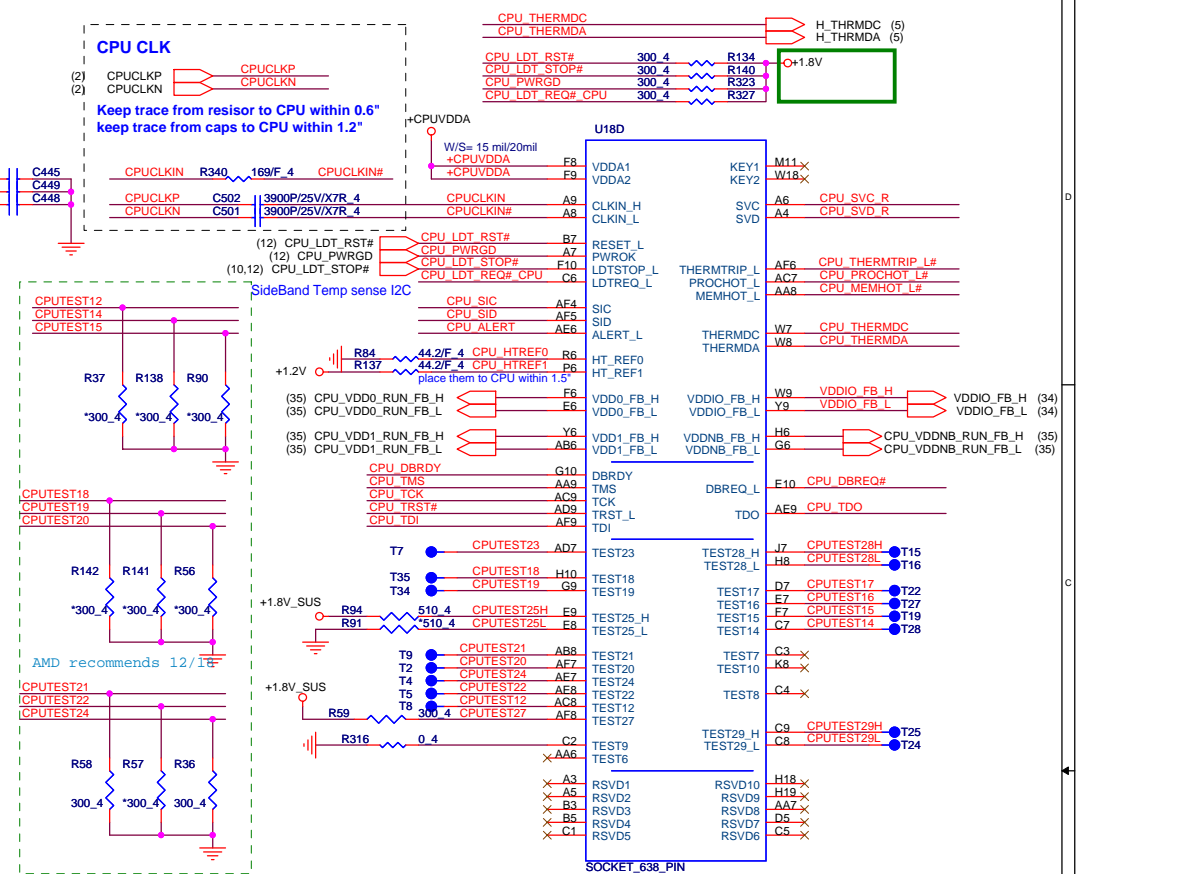 CPU_THERMDC H_THRMDC (5)
CPU_THERMDA H_THRMDA (5)
CPU CLK
(2) CPUCLKP CPUCLKP
(2) CPUCLKN CPUCLKN
Keep trace from resisor to CPU within 0.6"
keep trace from caps to CPU within 1.2"
CPU_LDT_RST# 300_4 R134 +1.8V
CPU_LDT_STOP# 300_4 R140
CPU_PWRGD 300_4 R323
CPU_LDT_REQ#_CPU 300_4 R327
+CPUVDDA
U18D
W/S= 15 mil/20mil
+CPUVDDA F8 VDDA1 KEY1 M11
+CPUVDDA F9 VDDA2 KEY2 W18
C445
C449
C448
CPUCLKIN R340 169/F_4 CPUCLKIN#
CPUCLKP C502 3900P/25V/X7R_4 CPUCLKIN A9 CLKIN_H SVC A6 CPU_SVC_R
CPUCLKN C501 3900P/25V/X7R_4 CPUCLKIN# A8 CLKIN_L SVD A4 CPU_SVD_R
D
(12) CPU_LDT_RST# CPU_LDT_RST# B7 RESET_L
(12) CPU_PWRGD CPU_PWRGD A7 PWROK
(10,12) CPU_LDT_STOP# CPU_LDT_STOP# F10 LDTSTOP_L THERMTRIP_L AF6 CPU_THERMTRIP_L#
CPU_LDT_REQ#_CPU C6 LDTREQ_L PROCHOT_L AC7 CPU_PROCHOT_L#
MEMHOT_L AA8 CPU_MEMHOT_L#
SideBand Temp sense I2C
CPU_SIC AF4 SIC
CPU_SID AF5 SID
CPU_ALERT AE6 ALERT_L
THERMDC W7 CPU_THERMDC
THERMDA W8 CPU_THERMDA
CPUTEST12
CPUTEST14
CPUTEST15
R84 44.2/F_4 CPU_HTREF0 R6 HT_REF0
+1.2V R137 44.2/F_4 CPU_HTREF1 P6 HT_REF1
place them to CPU within 1.5"
R37 R138 R90
*300_4 *300_4 *300_4
(35) CPU_VDD0_RUN_FB_H F6 VDD0_FB_H VDDIO_FB_H W9 VDDIO_FB_H VDDIO_FB_H (34)
(35) CPU_VDD0_RUN_FB_L E6 VDD0_FB_L VDDIO_FB_L Y9 VDDIO_FB_L VDDIO_FB_L (34)
(35) CPU_VDD1_RUN_FB_H Y6 VDD1_FB_H VDDNB_FB_H H6 CPU_VDDNB_RUN_FB_H (35)
(35) CPU_VDD1_RUN_FB_L AB6 VDD1_FB_L VDDNB_FB_L G6 CPU_VDDNB_RUN_FB_L (35)
CPU_DBRDY G10 DBRDY
CPU_TMS AA9 TMS DBREQ_L E10 CPU_DBREQ#
CPU_TCK AC9 TCK
CPU_TRST# AD9 TRST_L TDO AE9 CPU_TDO
CPU_TDI AF9 TDI
CPUTEST18
CPUTEST19
CPUTEST20
T7 CPUTEST23 AD7 TEST23 TEST28_H J7 CPUTEST28H T15
TEST28_L H8 CPUTEST28L T16
R142 R141 R56
*300_4 *300_4 *300_4
T35 CPUTEST18 H10 TEST18
T34 CPUTEST19 G9 TEST19 TEST17 D7 CPUTEST17 T22
TEST16 E7 CPUTEST16 T27
C
+1.8V_SUS R94 510_4 CPUTEST25H E9 TEST25_H TEST15 F7 CPUTEST15 T19
R91 *510_4 CPUTEST25L E8 TEST25_L TEST14 C7 CPUTEST14 T28
AMD recommends 12/18
T9 CPUTEST21 AB8 TEST21 TEST7 C3
T2 CPUTEST20 AF7 TEST20 TEST10 K8
T4 CPUTEST24 AE7 TEST24
T5 CPUTEST22 AE8 TEST22 TEST8 C4
T8 CPUTEST12 AC8 TEST12
+1.8V_SUS R59 300_4 CPUTEST27 AF8 TEST27
CPUTEST21
CPUTEST22
CPUTEST24
TEST29_H C9 CPUTEST29H T25
R316 0_4 C2 TEST9 TEST29_L C8 CPUTEST29L T24
AA6 TEST6
R58 R57 R36
300_4 *300_4 300_4
A3 RSVD1 RSVD10 H18
A5 RSVD2 RSVD9 H19
B3 RSVD3 RSVD8 AA7
B5 RSVD4 RSVD7 D5
C1 RSVD5 RSVD6 C5
SOCKET_638_PIN